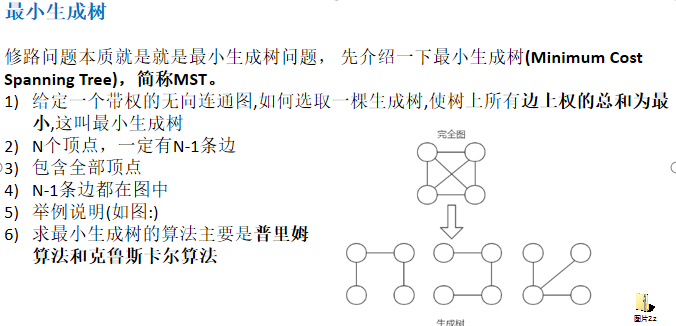 最小生成树
修路问题本质就是就是最小生成树问题， 先介绍一下最小生成树(Minimum Cost
Spanning Tree)，简称MST。
1) 给定一个带权的无向连通图,如何选取一棵生成树,使树上所有边上权的总和为最
小,这叫最小生成树
2) N个顶点，一定有N-1条边
3) 包含全部顶点
4) N-1条边都在图中
5) 举例说明(如图:)
6) 求最小生成树的算法主要是普里姆
算法和克鲁斯卡尔算法
完全图
生成树
图片2.z